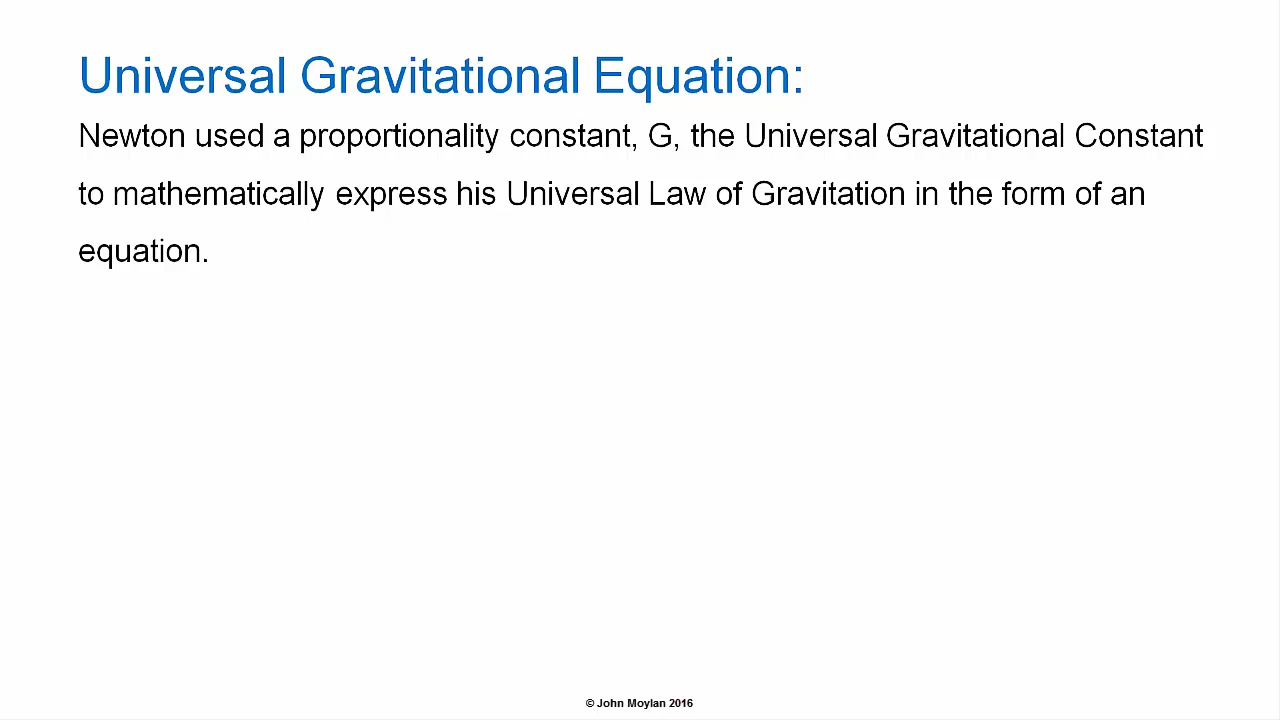 Universal Gravitational Equation:
Newton used a proportionality constant, G, the Universal Gravitational Constant
to mathematically express his Universal Law of Gravitation in the form of an
equation.
© John Moylan 2016